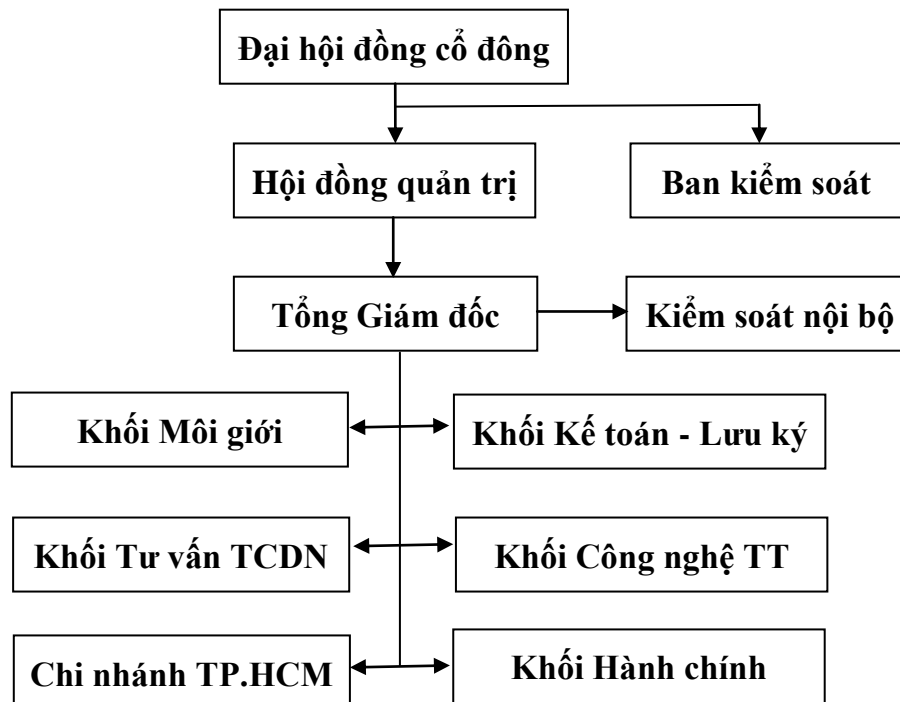 Đại hội đồng cổ đông
Hội đồng quản trị
Ban kiểm soát
Tổng Giám đốc
Kiểm soát nội bộ
Khối Môi giới
Khối Kế toán - Lưu ký
Khối Tư vấn TCDN
Khối Công nghệ TT
Chi nhánh TP.HCM
Khối Hành chính